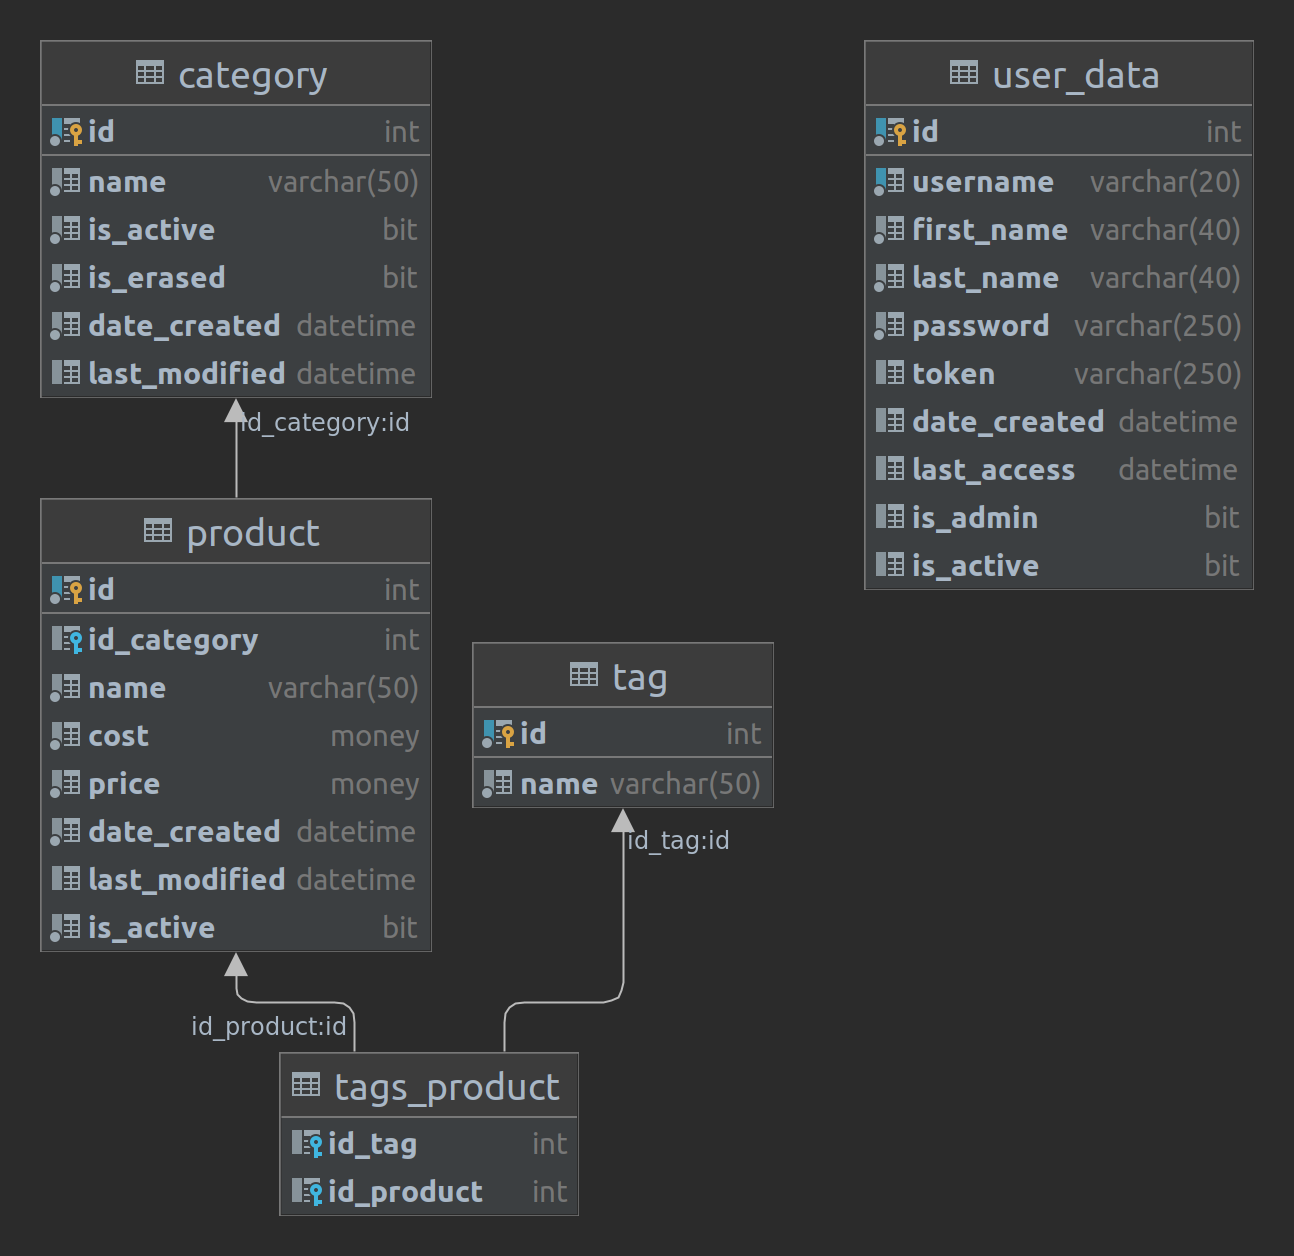 category
id int
name varchar(50)
is_active bit
is_erased bit
date_created datetime
last_modified datetime
id_category:id
product
id int
id_category int
name varchar(50)
cost money
price money
date_created datetime
last_modified datetime
is_active bit
id_product:id
tag
id int
name varchar(50)
id_tag:id
tags_product
id_tag int
id_product int
user_data
id int
username varchar(20)
first_name varchar(40)
last_name varchar(40)
password varchar(250)
token varchar(250)
date_created datetime
last_access datetime
is_admin bit
is_active bit